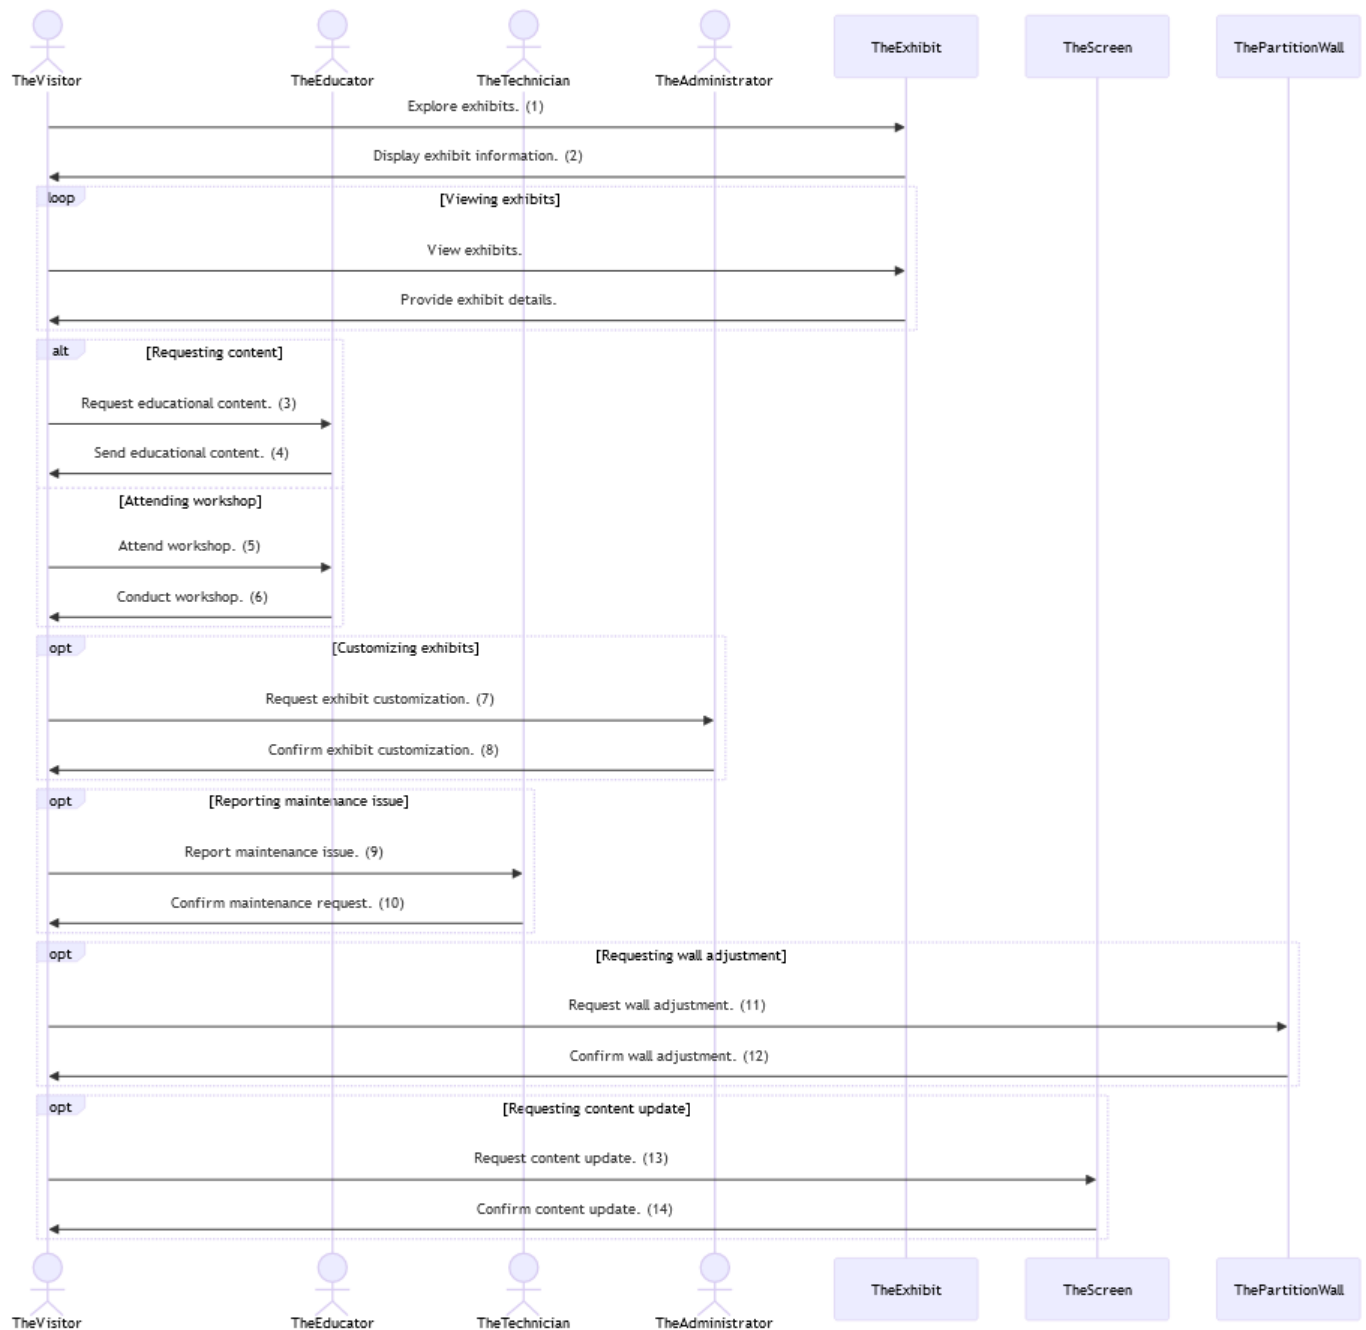 TheVisitor
TheEducator
TheTechnician
TheAdministrator
TheExhibit
TheScreen
ThePartitionWall
Explore exhibits. (1)
Display exhibit information. (2)
loop
[Viewing exhibits]
View exhibits.
Provide exhibit details.
alt
[Requesting content]
Request educational content. (3)
Send educational content. (4)
[Attending workshop]
Attend workshop. (5)
Conduct workshop. (6)
opt
[Customizing exhibits]
Request exhibit customization. (7)
Confirm exhibit customization. (8)
opt
[Reporting maintenance issue]
Report maintenance issue. (9)
Confirm maintenance request. (10)
opt
[Requesting wall adjustment]
Request wall adjustment. (11)
Confirm wall adjustment. (12)
opt
[Requesting content update]
Request content update. (13)
Confirm content update. (14)
TheVisitor
TheEducator
TheTechnician
TheAdministrator
TheExhibit
TheScreen
ThePartitionWall